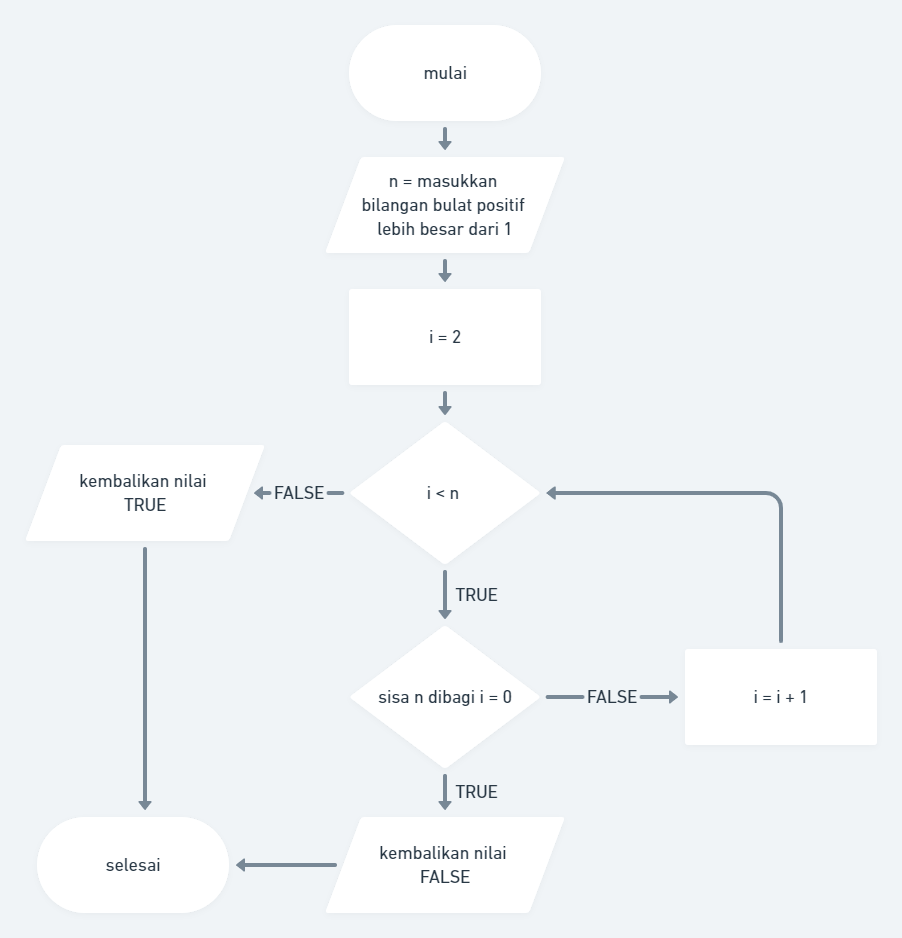 mulai
n = masukkan
bilangan bulat positif
lebih besar dari 1
i = 2
i < n
FALSE
kembalikan nilai
TRUE
TRUE
sisa n dibagi i = 0
FALSE
i = i + 1
TRUE
kembalikan nilai
FALSE
selesai